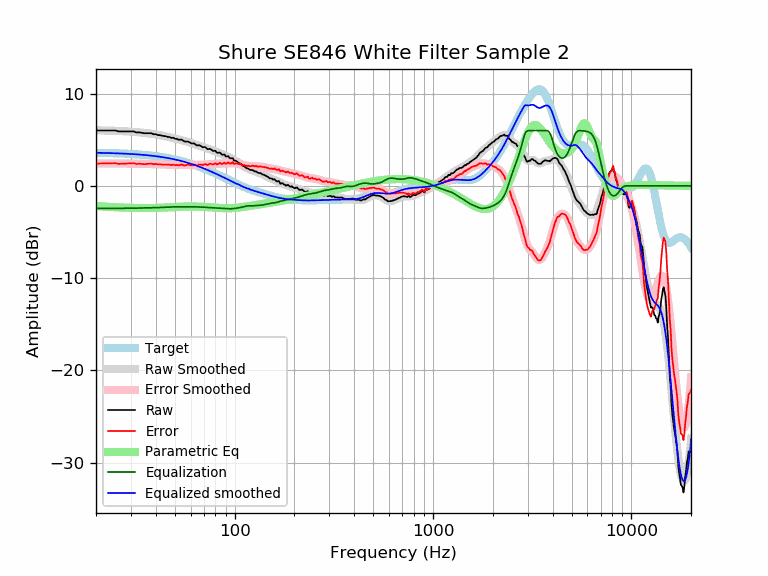 Shure SE846 White Filter Sample 2
Amplitude (dBr)
10
0
−10
−20
−30
Target
Raw Smoothed
Error Smoothed
Raw
Error
Parametric Eq
Equalization
Equalized smoothed
100
1000
10000
Frequency (Hz)